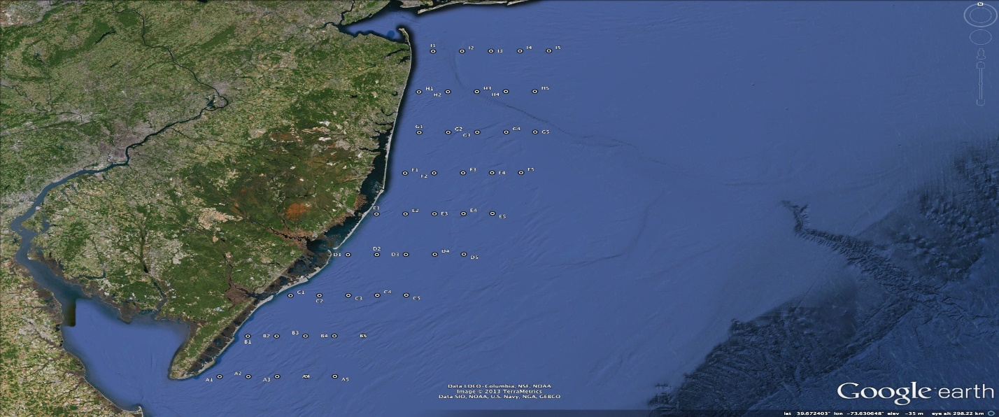 I1 I2 I3 I4 I5
H1 H2 H3 H4 H5
G1 G2 G3 G4 G5
F1 F2 F3 F4 F5
E1 E2 E3 E4 E5
D1 D2 D3 D4 D5
C1 C2 C3 C4 C5
B1 B2 B3 B4 B5
A1 A2 A3 A4 A5
Data LDEO-Columbia, NSF, NOAA
Image © 2013 TerraMetrics
Data SIO, NOAA, U.S. Navy, NGA, GEBCO
Google earth
lat 39.672403° lon -73.630648° elev -35 m eye alt 298.22 km
N